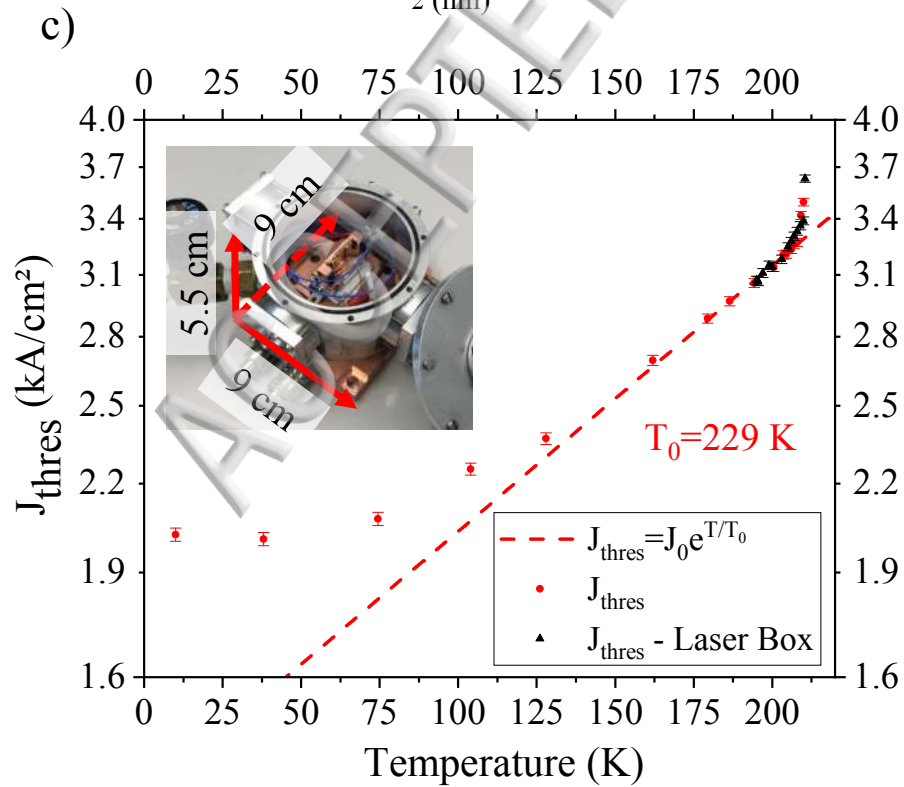 2 (nm)
c)
0 25 50 75 100 125 150 175 200
4.0 4.0
3.7 3.7
3.4 3.4
3.1 3.1
2.8 2.8
2.5 2.5
2.2 2.2
1.9 1.9
1.6 1.6
J_thres (kA/cm²)
5.5 cm
9 cm
9 cm
T₀=229 K
J_thres=J₀e^T/T₀
J_thres
J_thres - Laser Box
0 25 50 75 100 125 150 175 200
Temperature (K)